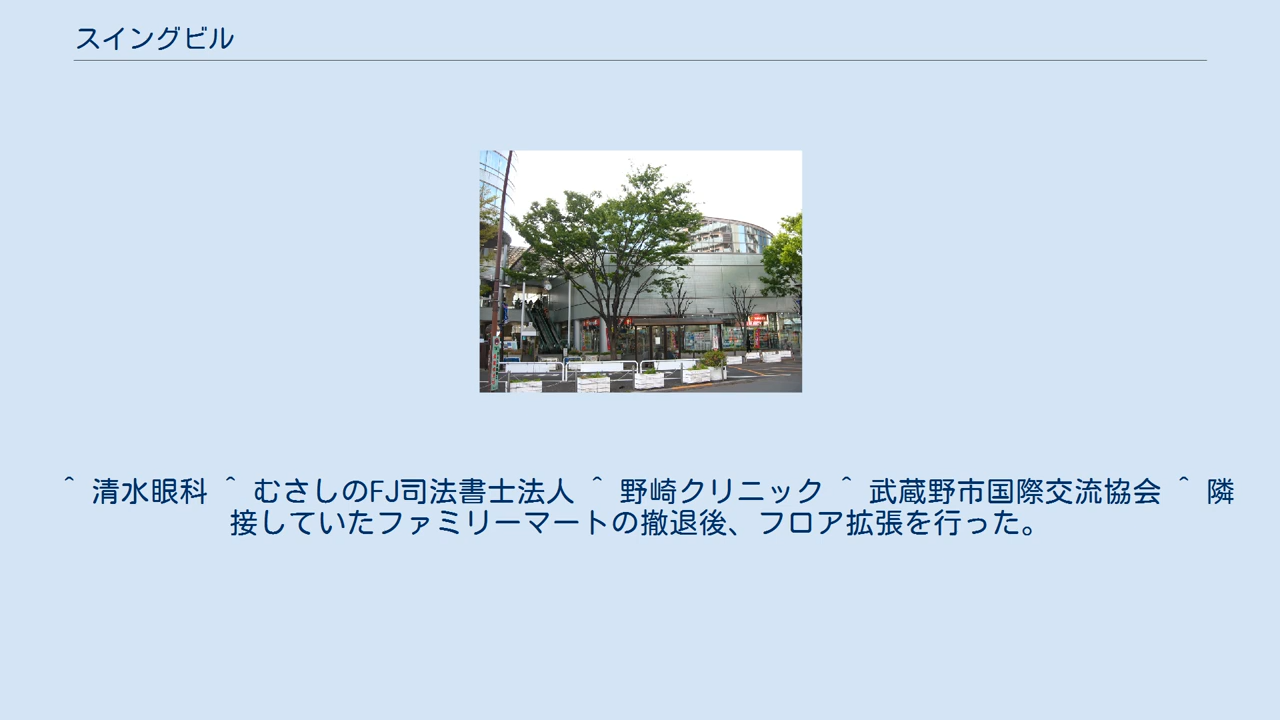 スイングビル
^ 清水眼科 ^ むさしのFJ司法書士法人 ^ 野崎クリニック ^ 武蔵野市国際交流協会 ^ 隣
接していたファミリーマートの撤退後、フロア拡張を行った。